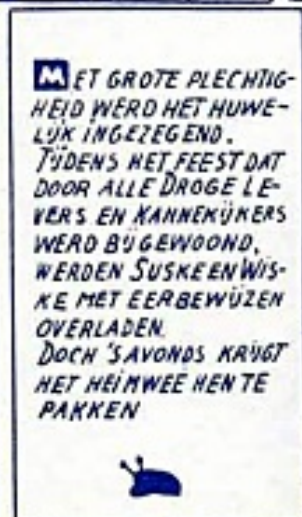 MET GROTE PLECHTIG-
HEID WERD HET HUWE-
LIJK INGEZEGEND.
TIJDENS HET FEEST DAT
DOOR ALLE DROGE LE-
VERS EN KANNEKIJKERS
WERD BIJGEWOOND,
WERDEN SUSKE EN WIS-
KE MET EERBEWIJZEN
OVERLADEN.
DOCH 'S AVONDS KRIJGT
HET HEIMWEE HEN TE
PAKKEN